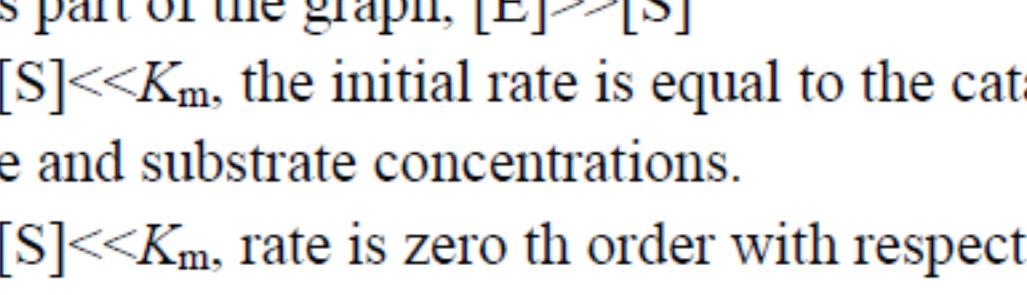 s part of the graph, [E]>>[S]
[S]<<Km, the initial rate is equal to the cata
e and substrate concentrations.
[S]<<Km, rate is zero th order with respect